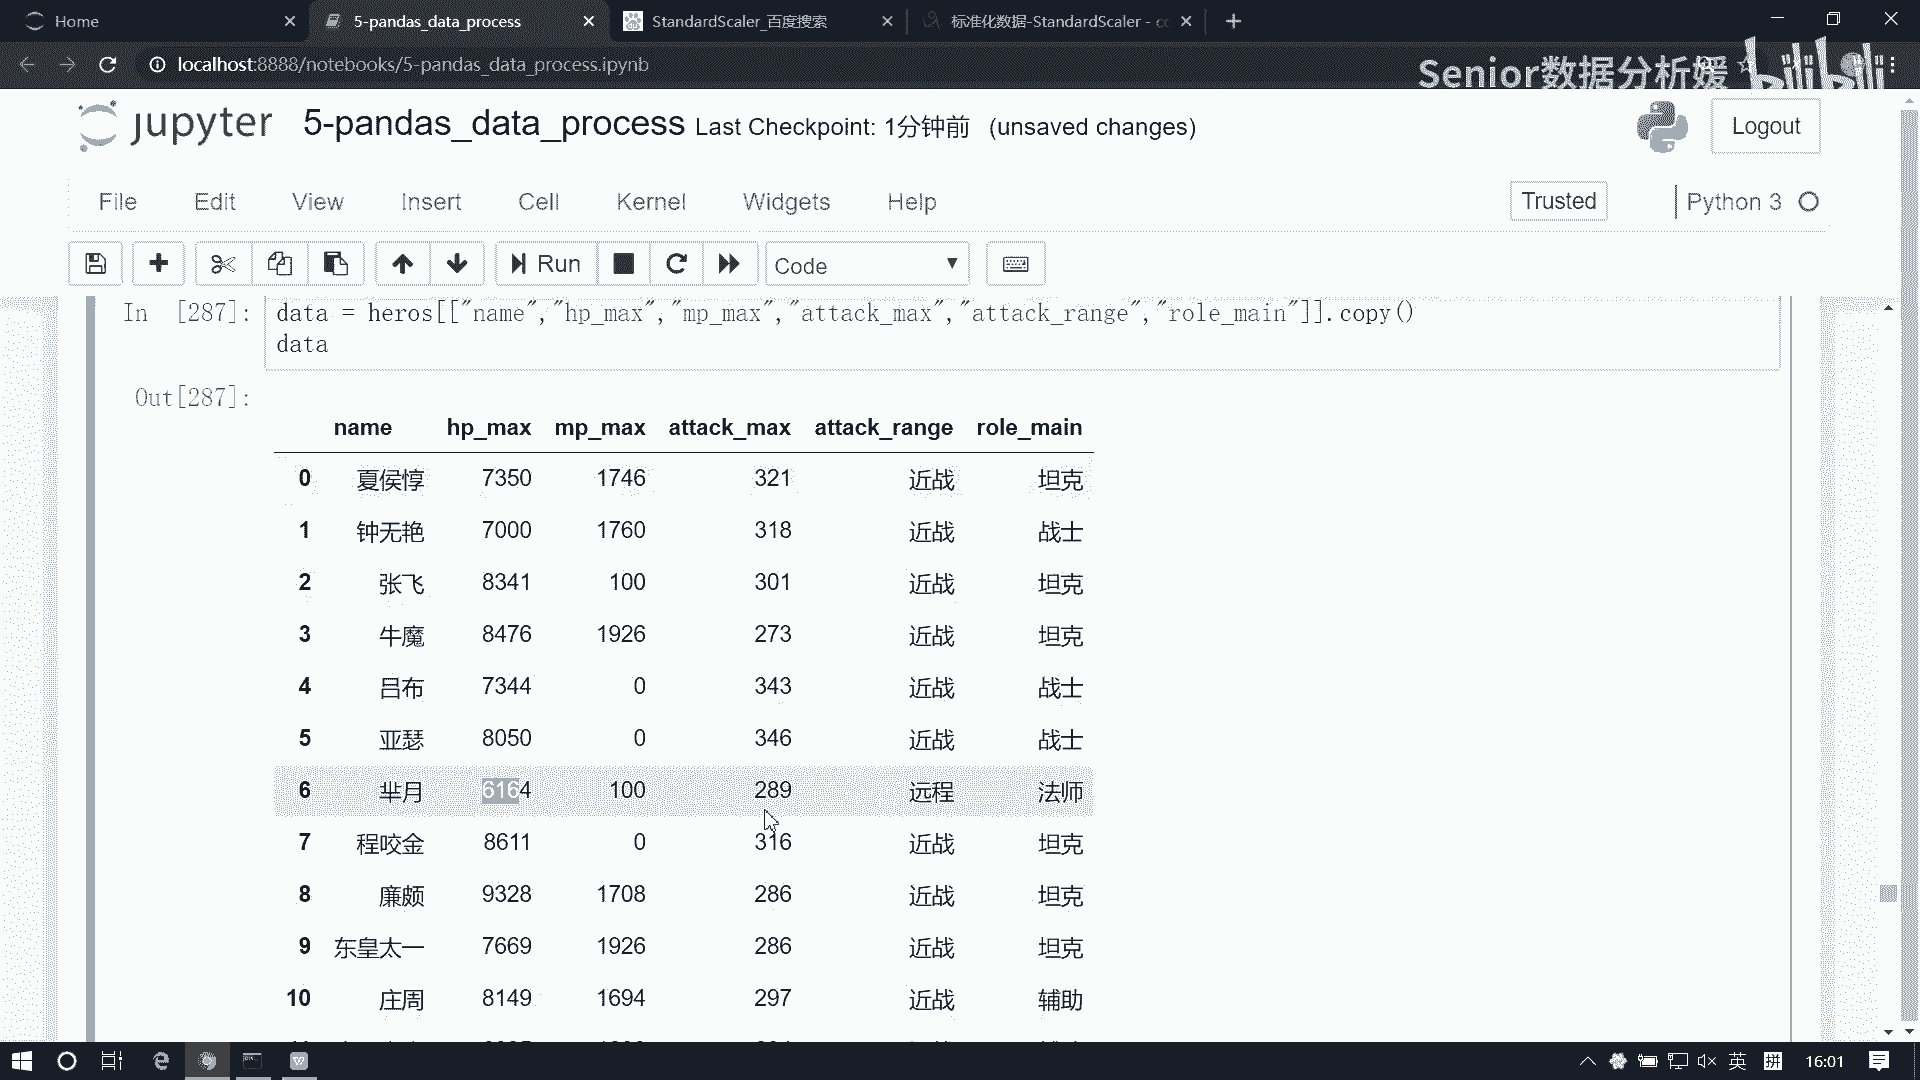 Home
5-pandas_data_process
StandardScaler_百度搜索
标准化数据-StandardScaler - cc
localhost:8888/notebooks/5-pandas_data_process.ipynb
Senior数据分析媛
bilibili
jupyter
5-pandas_data_process Last Checkpoint: 1分钟前 (unsaved changes)
Logout
File Edit View Insert Cell Kernel Widgets Help
Trusted
Python 3
Run
Code
In [287]: data = heros[["name","hp_max","mp_max","attack_max","attack_range","role_main"]].copy()
data
Out[287]:
name hp_max mp_max attack_max attack_range role_main
0 夏侯惇 7350 1746 321 近战 坦克
1 钟无艳 7000 1760 318 近战 战士
2 张飞 8341 100 301 近战 坦克
3 牛魔 8476 1926 273 近战 坦克
4 吕布 7344 0 343 近战 战士
5 亚瑟 8050 0 346 近战 战士
6 芈月 6164 100 289 远程 法师
7 程咬金 8611 0 316 近战 坦克
8 廉颇 9328 1708 286 近战 坦克
9 东皇太一 7669 1926 286 近战 坦克
10 庄周 8149 1694 297 近战 辅助
英
拼
16:01